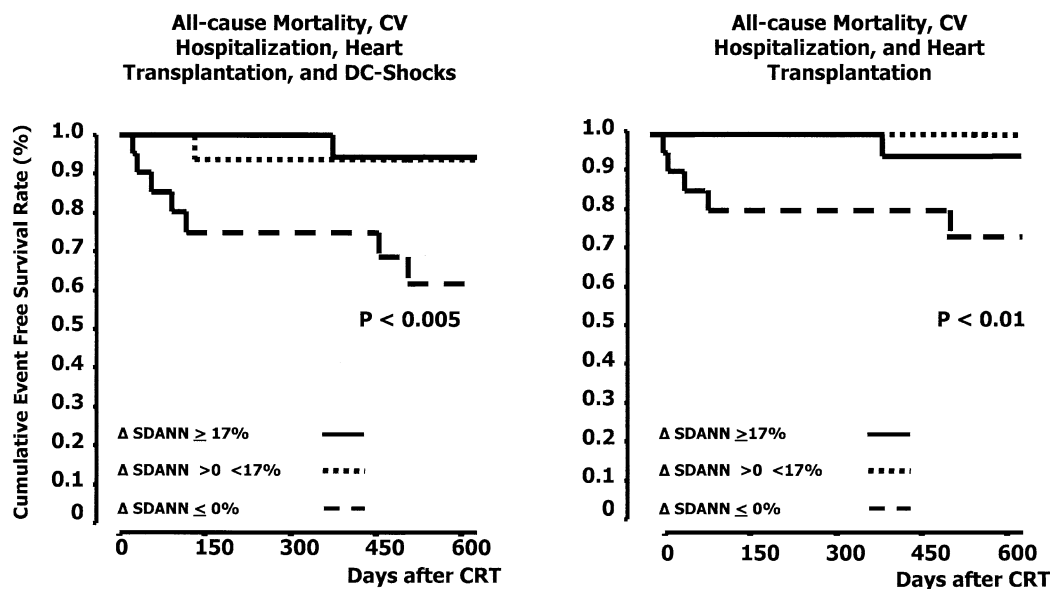 All-cause Mortality, CV
Hospitalization, Heart
Transplantation, and DC-Shocks
Cumulative Event Free Survival Rate (%)
1.0
0.9
0.8
0.7
0.6
0.5
0.4
0.3
0.2
0.1
0
P < 0.005
Δ SDANN ≥ 17%
Δ SDANN >0 <17%
Δ SDANN ≤ 0%
0 150 300 450 600
Days after CRT
All-cause Mortality, CV
Hospitalization, and Heart
Transplantation
1.0
0.9
0.8
0.7
0.6
0.5
0.4
0.3
0.2
0.1
0
P < 0.01
Δ SDANN ≥17%
Δ SDANN >0 <17%
Δ SDANN ≤ 0%
0 150 300 450 600
Days after CRT